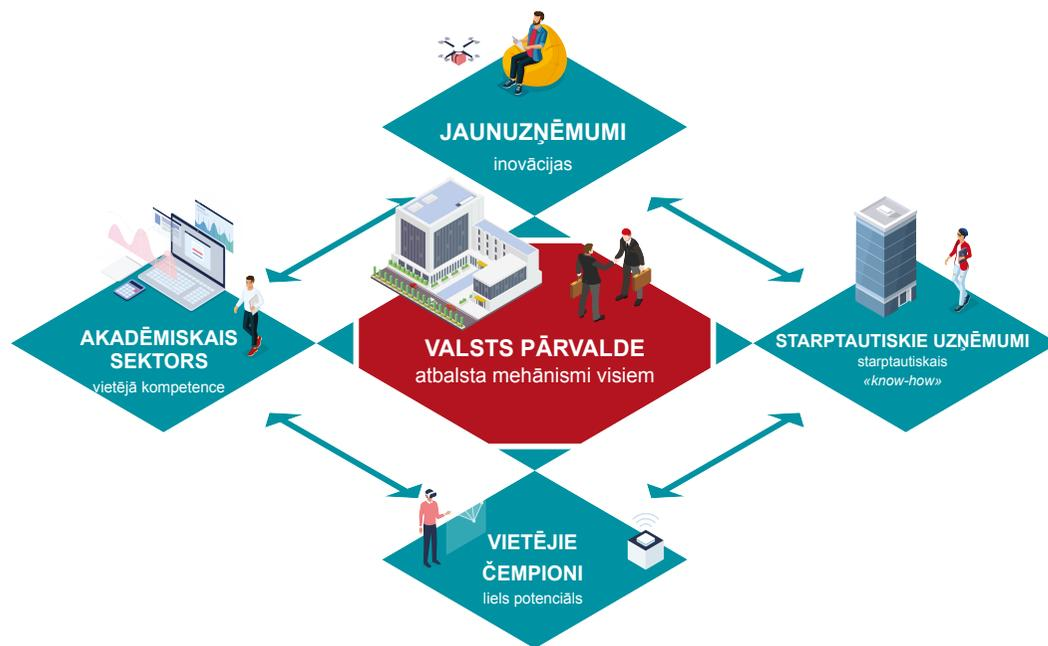 JAUNUZŅĒMUMI
inovācijas
AKADĒMISKAIS
SEKTORS
vietējā kompetence
VALSTS PĀRVALDE
atbalsta mehānismi visiem
STARPTAUTISKIE UZŅĒMUMI
starptautiskais
«know-how»
VIETĒJIE
ČEMPIONI
liels potenciāls